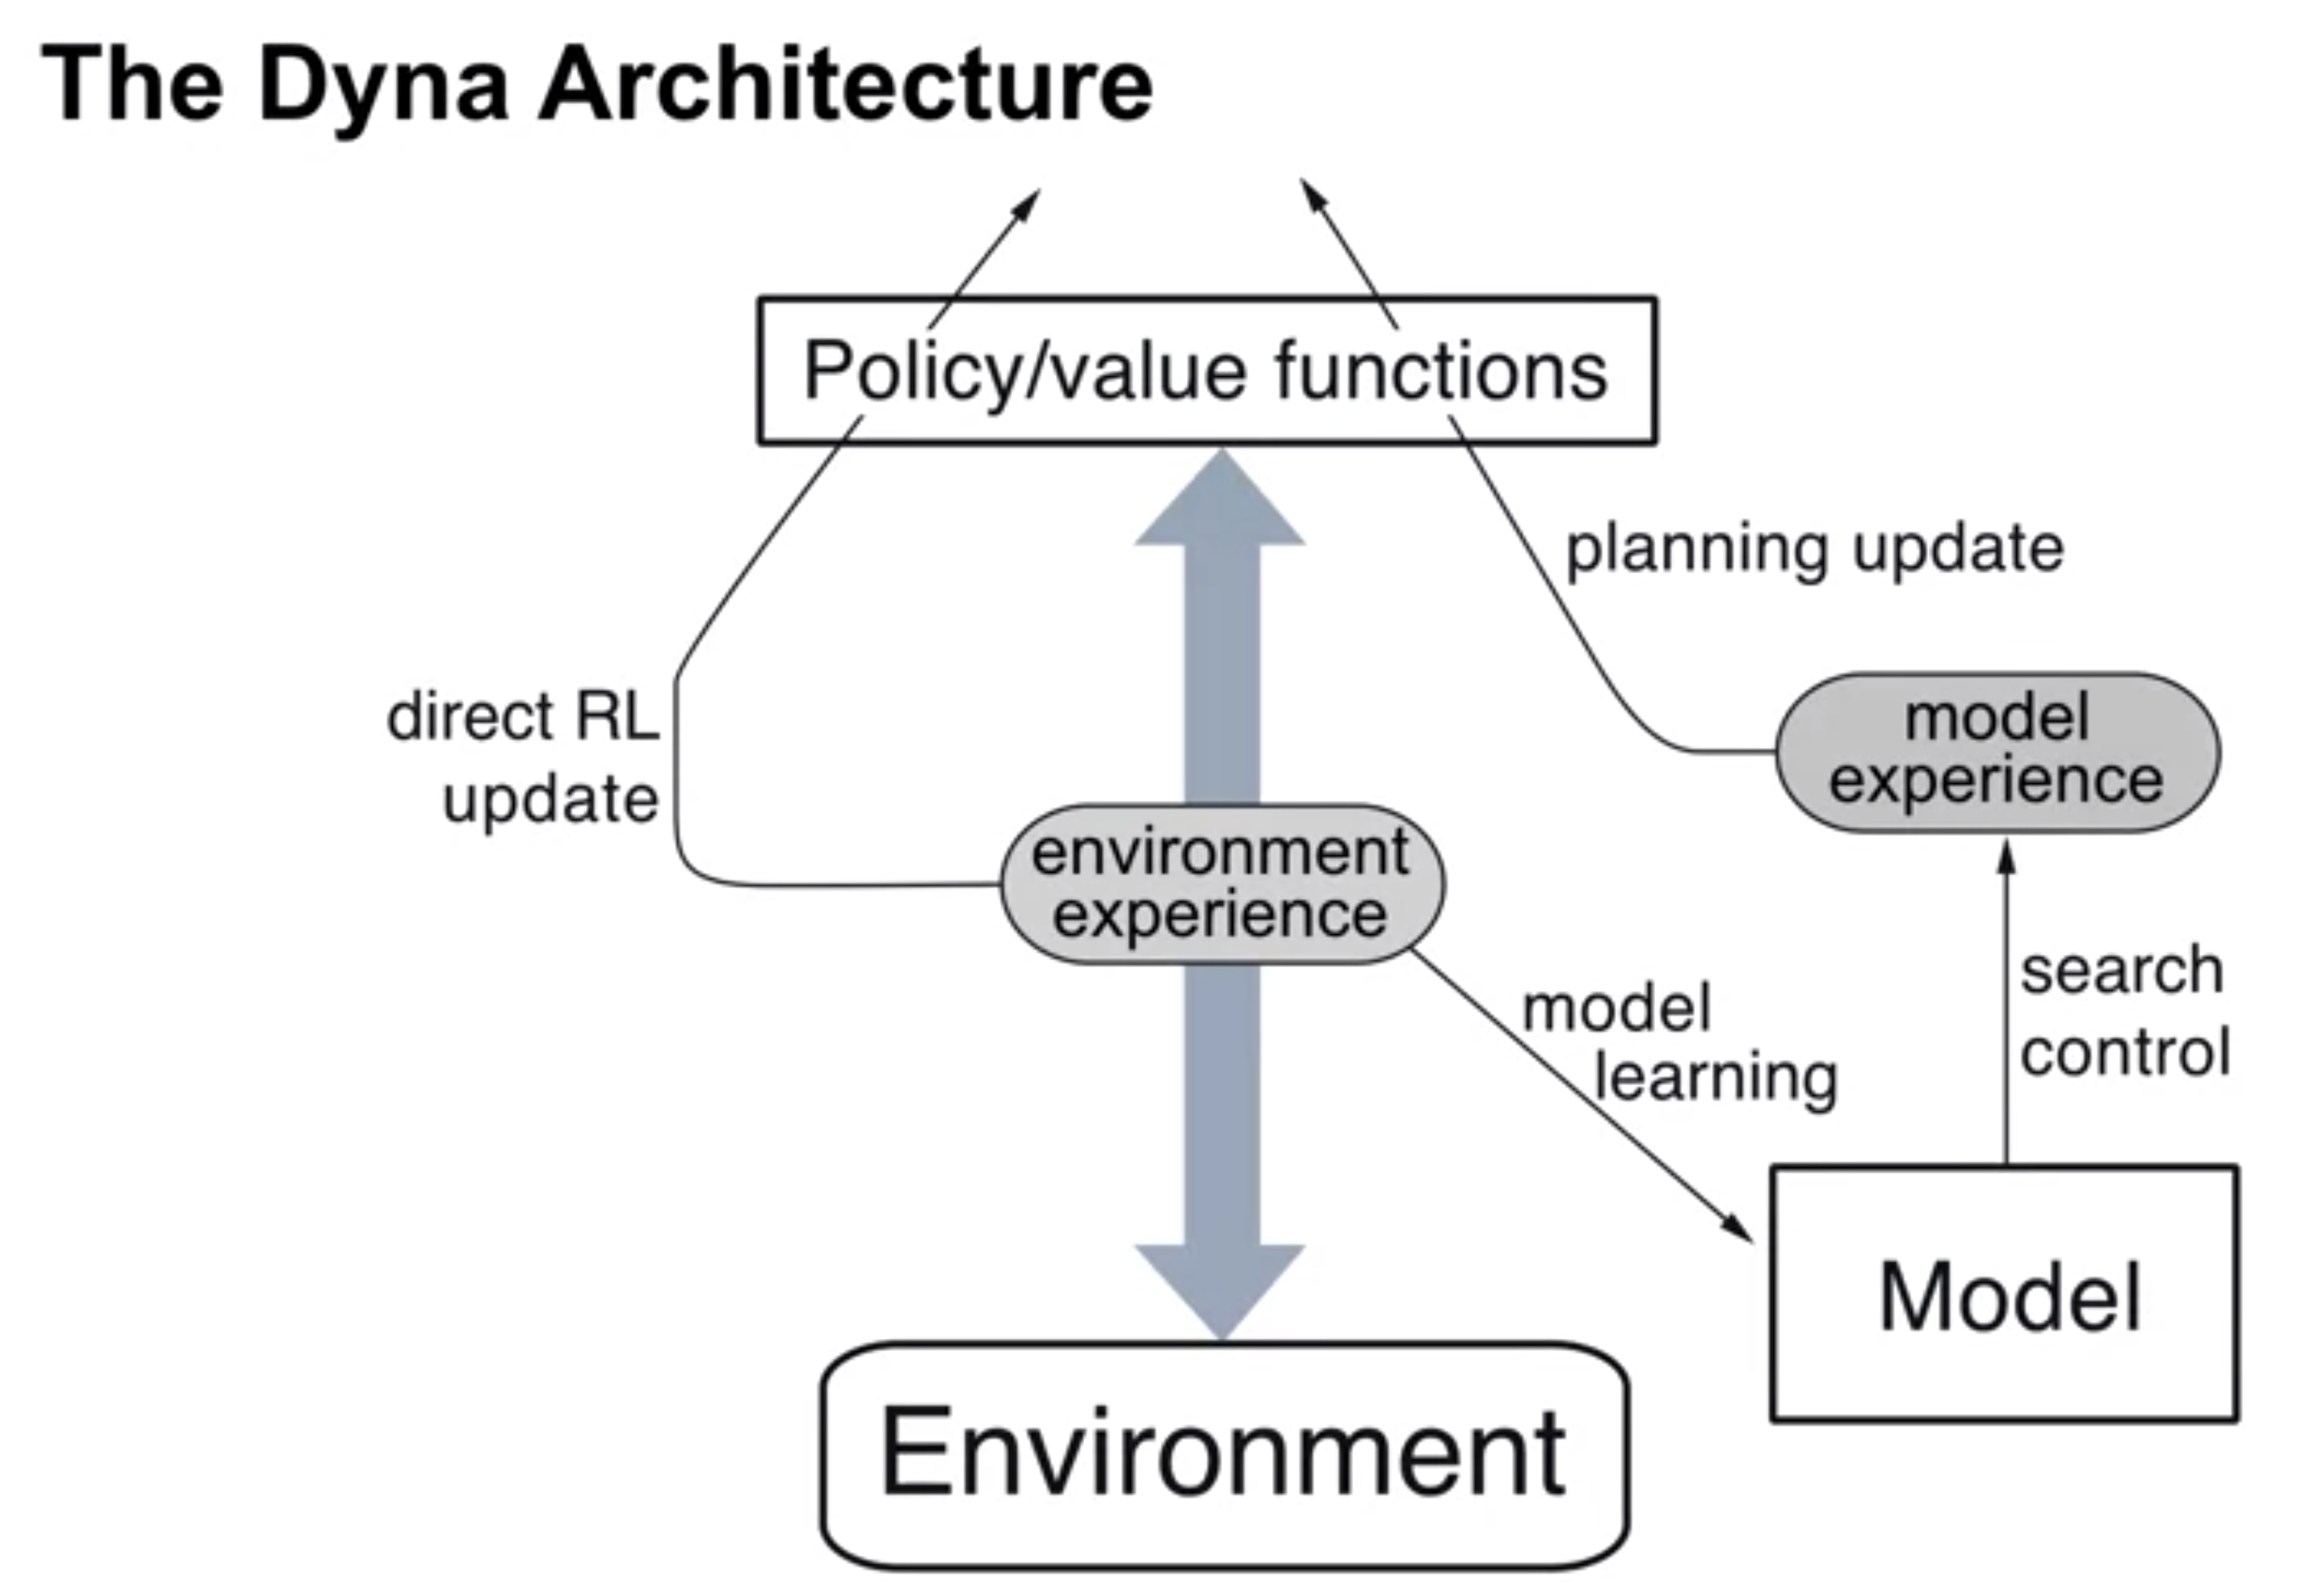 The Dyna Architecture
Policy/value functions
planning update
direct RL
update
model
experience
environment
experience
model
learning
search
control
Model
Environment